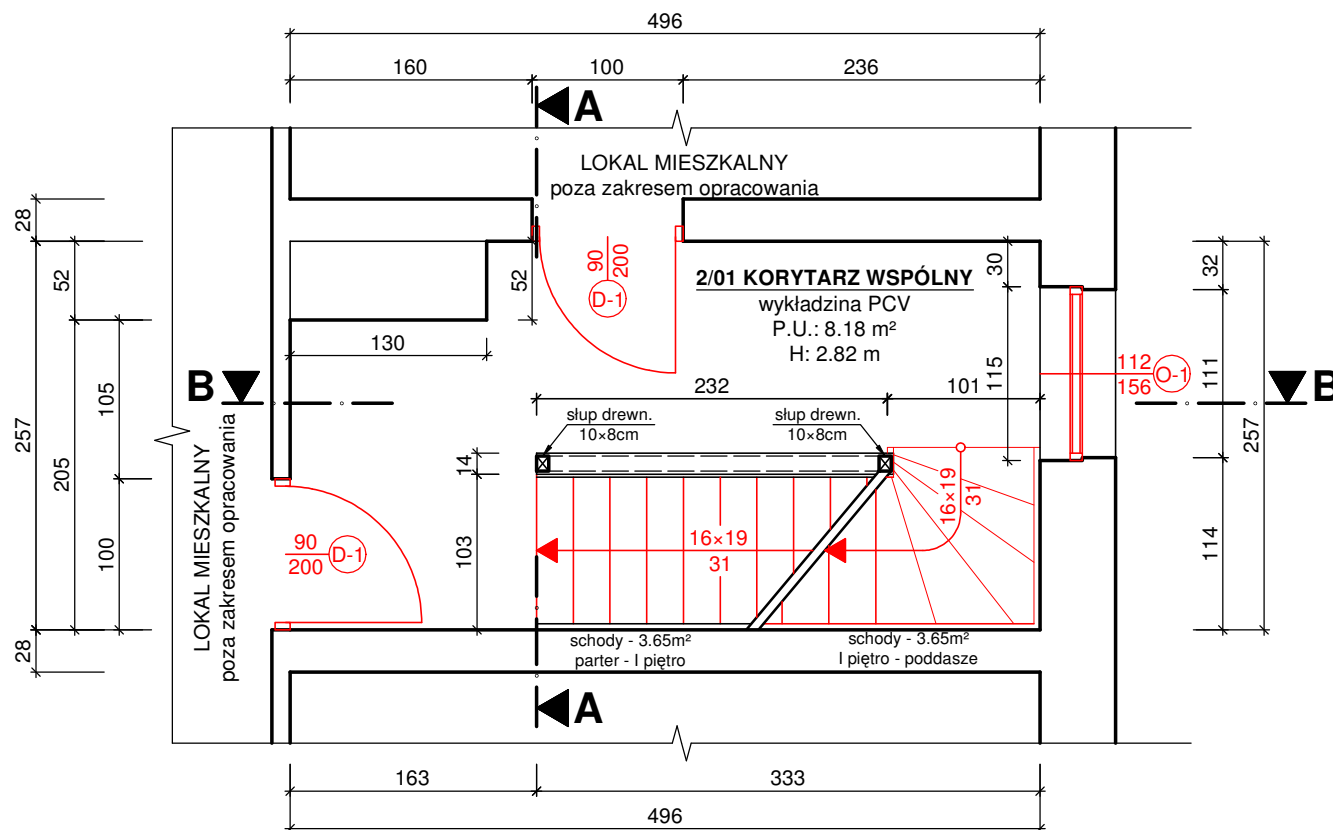 496
160
100
236
A
LOKAL MIESZKALNY
poza zakresem opracowania
28
52
257
205
105
100
28
52
130
90
200
D-1
2/01 KORYTARZ WSPÓLNY
wykładzina PCV
P.U.: 8.18 m²
H: 2.82 m
30
115
32
111
257
114
112
156
O-1
B
B
232
101
słup drewn.
10×8cm
słup drewn.
10×8cm
14
103
LOKAL MIESZKALNY
poza zakresem opracowania
90
200
D-1
16×19
31
16×19
31
schody - 3.65m²
parter - I piętro
schody - 3.65m²
I piętro - poddasze
A
163
333
496